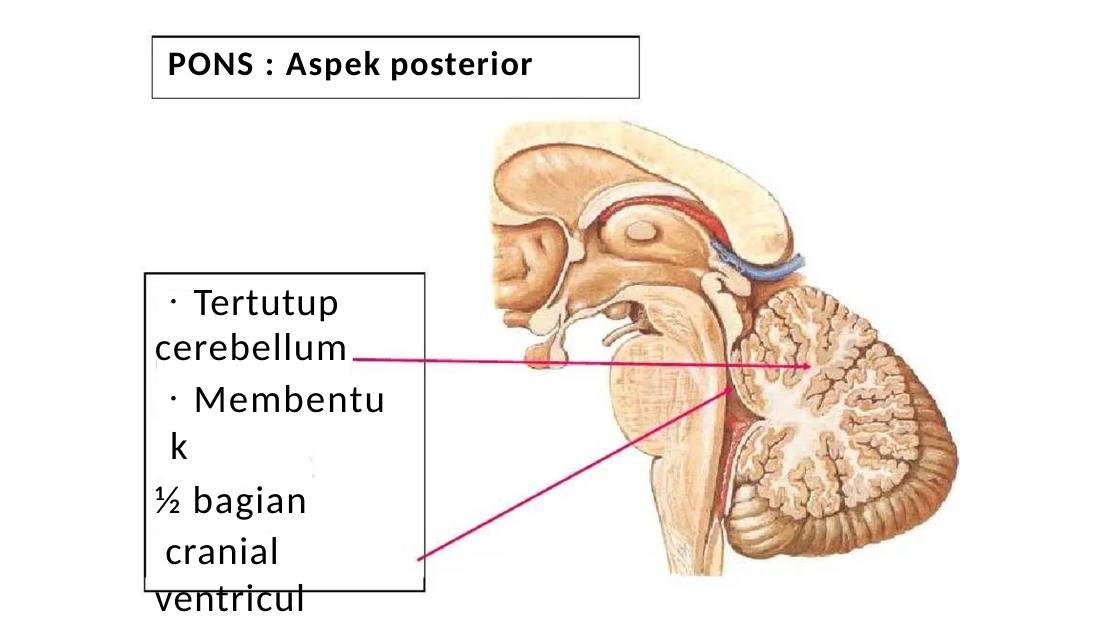 PONS : Aspek posterior
· Tertutup
cerebellum
· Membentu
k
½ bagian
cranial
ventricul